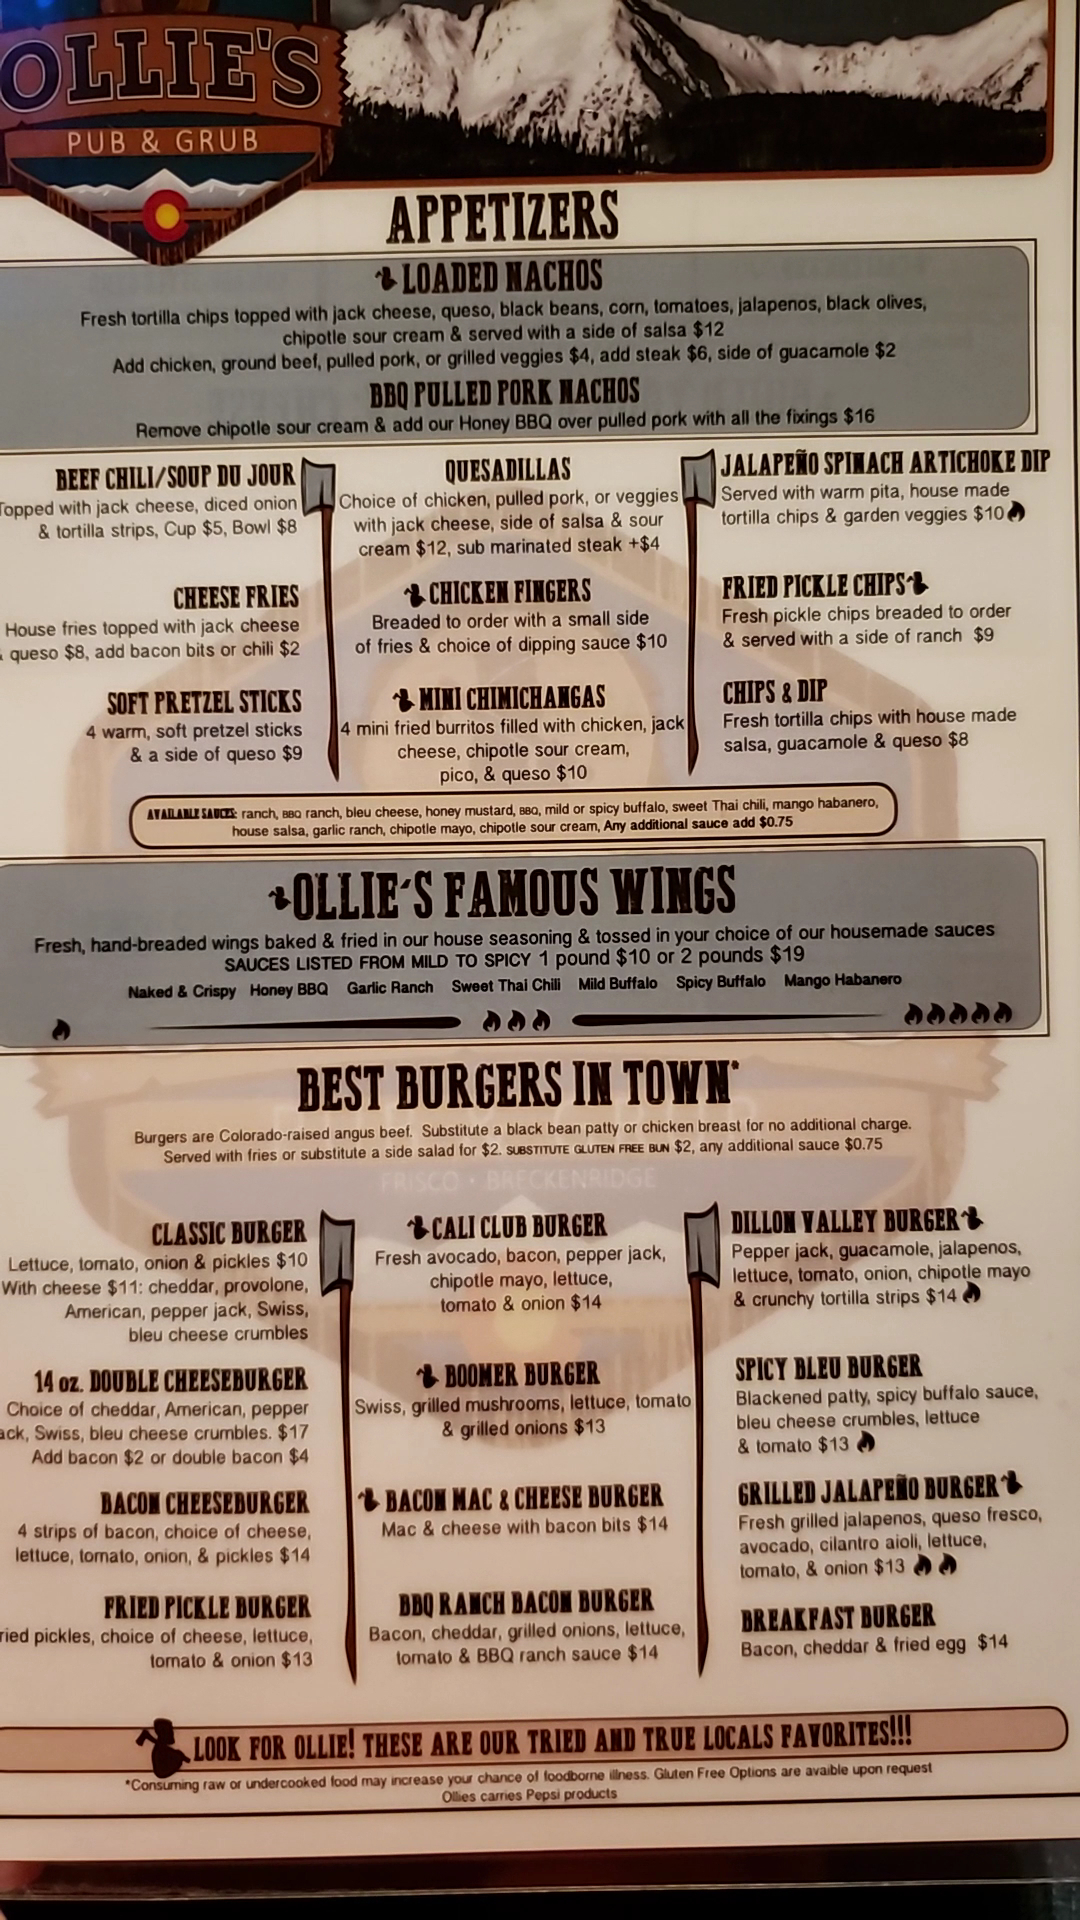 OLLIE'S
PUB & GRUB
APPETIZERS
LOADED NACHOS
Fresh tortilla chips topped with jack cheese, queso, black beans, corn, tomatoes, jalapenos, black olives,
chipotle sour cream & served with a side of salsa $12
Add chicken, ground beef, pulled pork, or grilled veggies $4, add steak $6, side of guacamole $2
BBQ PULLED PORK NACHOS
Remove chipotle sour cream & add our Honey BBQ over pulled pork with all the fixings $16
BEEF CHILI/SOUP DU JOUR
Topped with jack cheese, diced onion
& tortilla strips, Cup $5, Bowl $8
CHEESE FRIES
House fries topped with jack cheese
& queso $8, add bacon bits or chili $2
SOFT PRETZEL STICKS
4 warm, soft pretzel sticks
& a side of queso $9
QUESADILLAS
Choice of chicken, pulled pork, or veggies
with jack cheese, side of salsa & sour
cream $12, sub marinated steak +$4
CHICKEN FINGERS
Breaded to order with a small side
of fries & choice of dipping sauce $10
MINI CHIMICHANGAS
4 mini fried burritos filled with chicken, jack
cheese, chipotle sour cream,
pico, & queso $10
JALAPEÑO SPINACH ARTICHOKE DIP
Served with warm pita, house made
tortilla chips & garden veggies $10
FRIED PICKLE CHIPS
Fresh pickle chips breaded to order
& served with a side of ranch $9
CHIPS & DIP
Fresh tortilla chips with house made
salsa, guacamole & queso $8
AVAILABLE SAUCES: ranch, BBQ ranch, bleu cheese, honey mustard, BBQ, mild or spicy buffalo, sweet Thai chili, mango habanero,
house salsa, garlic ranch, chipotle mayo, chipotle sour cream, Any additional sauce add $0.75
OLLIE'S FAMOUS WINGS
Fresh, hand-breaded wings baked & fried in our house seasoning & tossed in your choice of our housemade sauces
SAUCES LISTED FROM MILD TO SPICY 1 pound $10 or 2 pounds $19
Naked & Crispy Honey BBQ Garlic Ranch Sweet Thai Chili Mild Buffalo Spicy Buffalo Mango Habanero
BEST BURGERS IN TOWN*
Burgers are Colorado-raised angus beef. Substitute a black bean patty or chicken breast for no additional charge.
Served with fries or substitute a side salad for $2. SUBSTITUTE GLUTEN FREE BUN $2, any additional sauce $0.75
FRISCO • BRECKENRIDGE
CLASSIC BURGER
Lettuce, tomato, onion & pickles $10
With cheese $11: cheddar, provolone,
American, pepper jack, Swiss,
bleu cheese crumbles
14 oz. DOUBLE CHEESEBURGER
Choice of cheddar, American, pepper
ack, Swiss, bleu cheese crumbles. $17
Add bacon $2 or double bacon $4
BACON CHEESEBURGER
4 strips of bacon, choice of cheese,
lettuce, tomato, onion, & pickles $14
FRIED PICKLE BURGER
ried pickles, choice of cheese, lettuce,
tomato & onion $13
CALI CLUB BURGER
Fresh avocado, bacon, pepper jack,
chipotle mayo, lettuce,
tomato & onion $14
BOOMER BURGER
Swiss, grilled mushrooms, lettuce, tomato
& grilled onions $13
BACON MAC & CHEESE BURGER
Mac & cheese with bacon bits $14
BBQ RANCH BACON BURGER
Bacon, cheddar, grilled onions, lettuce,
tomato & BBQ ranch sauce $14
DILLON VALLEY BURGER
Pepper jack, guacamole, jalapenos,
lettuce, tomato, onion, chipotle mayo
& crunchy tortilla strips $14
SPICY BLEU BURGER
Blackened patty, spicy buffalo sauce,
bleu cheese crumbles, lettuce
& tomato $13
GRILLED JALAPEÑO BURGER
Fresh grilled jalapenos, queso fresco,
avocado, cilantro aioli, lettuce,
tomato, & onion $13
BREAKFAST BURGER
Bacon, cheddar & fried egg $14
LOOK FOR OLLIE! THESE ARE OUR TRIED AND TRUE LOCALS FAVORITES!!!
*Consuming raw or undercooked food may increase your chance of foodborne illness. Gluten Free Options are avaible upon request
Ollies carries Pepsi products